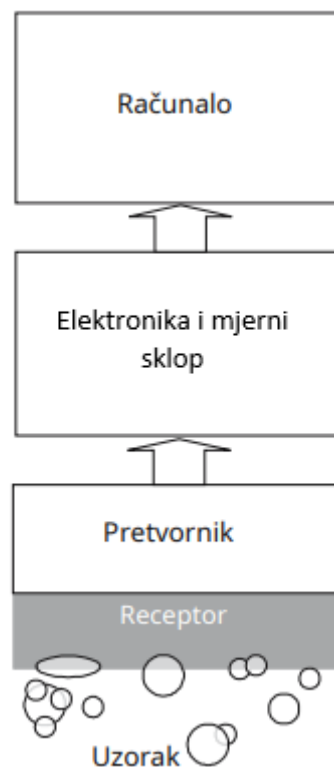 Računalo
Elektronika i mjerni
sklop
Pretvornik
Receptor
Uzorak